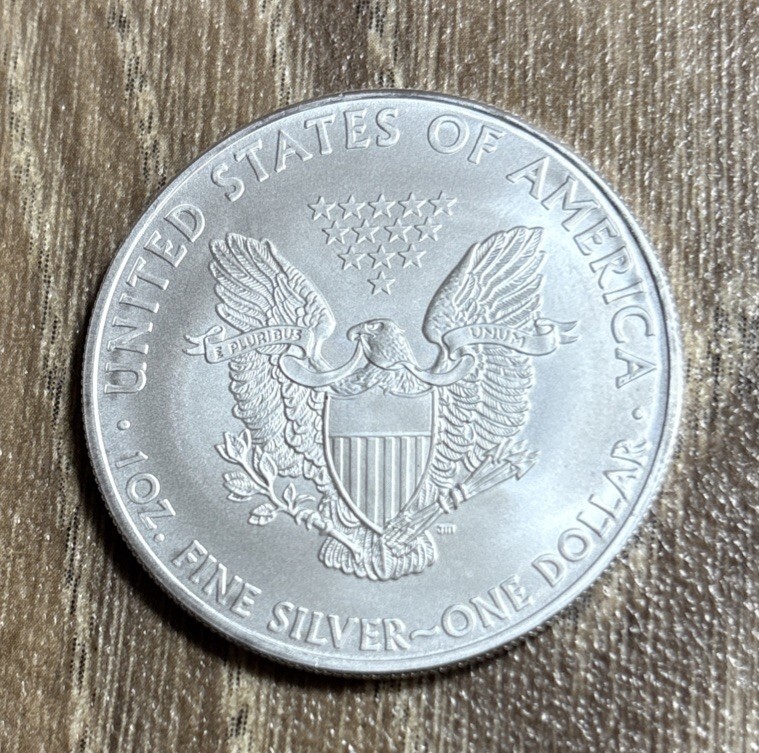 UNITED STATES OF AMERICA
E PLURIBUS UNUM
1 OZ. FINE SILVER~ONE DOLLAR